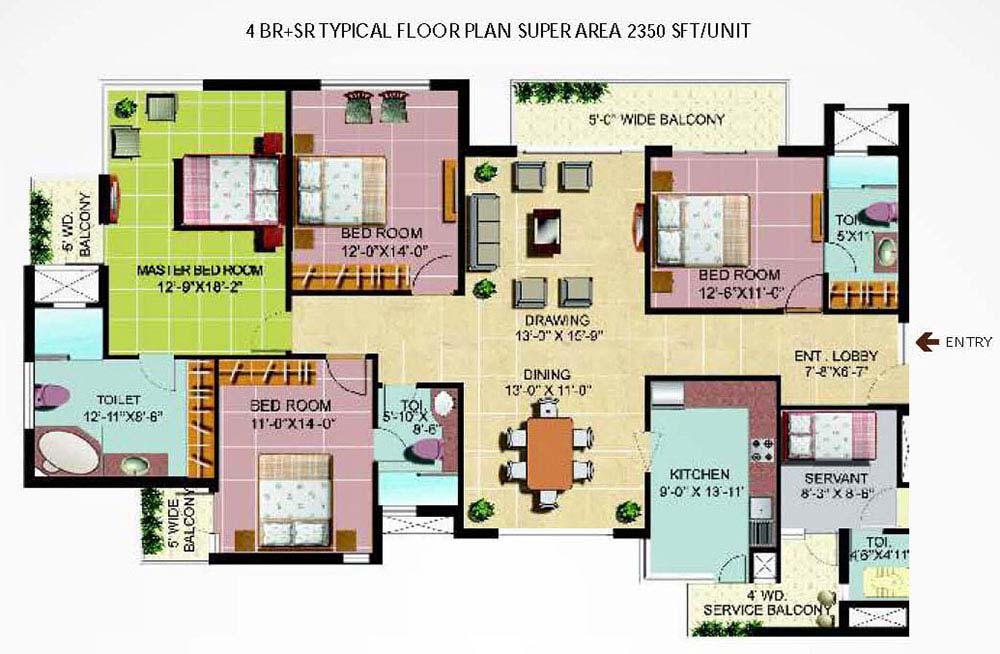 4 BR+SR TYPICAL FLOOR PLAN SUPER AREA 2350 SFT/UNIT
5'-0" WIDE BALCONY
5' WD.
BALCONY
MASTER BED ROOM
12'-9"X18'-2"
BED ROOM
12'-0"X14'-0"
BED ROOM
12'-6"X11'-0"
TOI
5'X11'
DRAWING
13'-0" X 15'-9"
ENT. LOBBY
7'-8"X6'-7"
ENTRY
DINING
13'-0" X 11'-0"
TOILET
12'-11"X8'-6"
BED ROOM
11'-0"X14'-0"
TOI.
5'-10" X
8'-6"
KITCHEN
9'-0" X 13'-11'
SERVANT
8'-3" X 8'-6"
5' WIDE
BALCONY
TOI.
4'6"X4'11"
4' WD.
SERVICE BALCONY